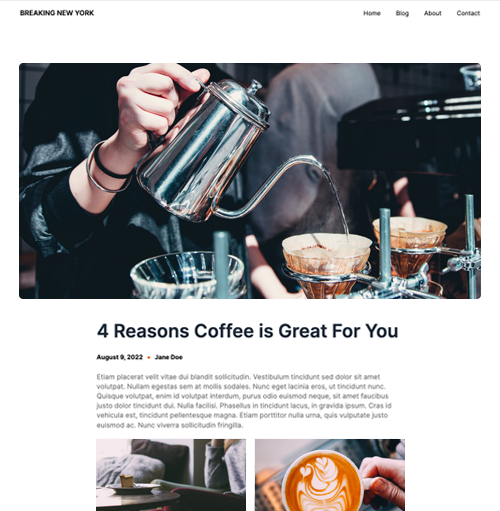 BREAKING NEW YORK
Home Blog About Contact
4 Reasons Coffee is Great For You
August 9, 2022 • Jane Doe
Etiam placerat velit vitae dui blandit sollicitudin. Vestibulum tincidunt sed dolor sit amet
volutpat. Nullam egestas sem at mollis sodales. Nunc eget lacinia eros, ut tincidunt nunc.
Quisque volutpat, enim id volutpat interdum, purus odio euismod neque, sit amet faucibus
justo dolor tincidunt dui. Nulla facilisi. Phasellus in tincidunt lacus, in gravida ipsum. Cras id
vehicula est, tincidunt pellentesque magna. Etiam porttitor nulla urna, quis vulputate justo
euismod ac. Nunc viverra sollicitudin fringilla.